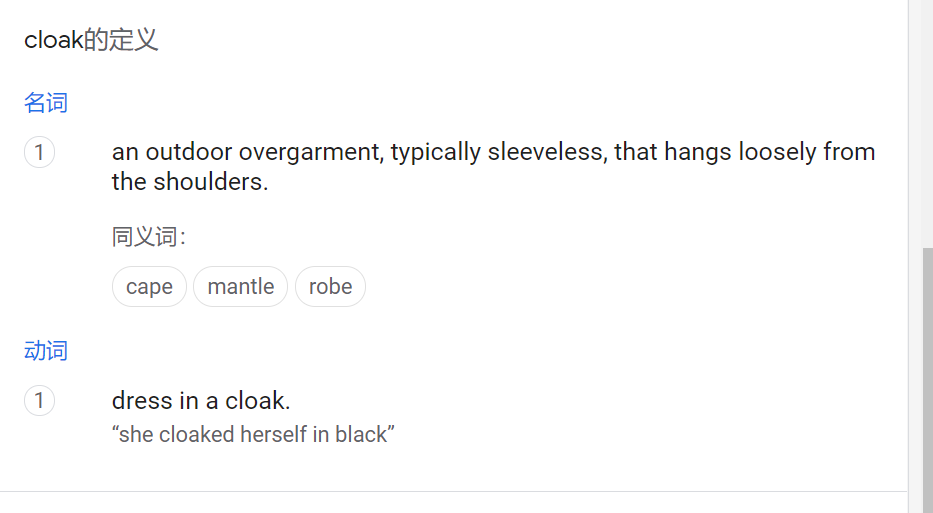 cloak的定义
名词
1
an outdoor overgarment, typically sleeveless, that hangs loosely from
the shoulders.
同义词：
cape mantle robe
动词
1
dress in a cloak.
“she cloaked herself in black”